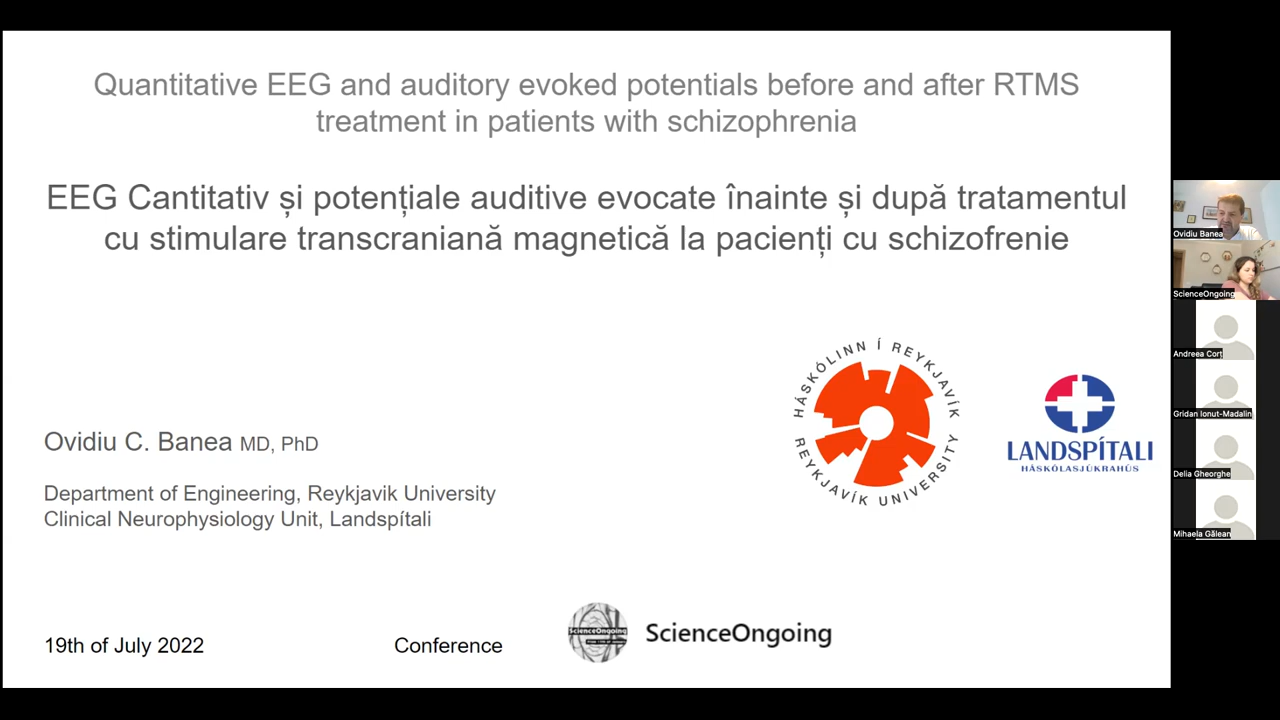 Quantitative EEG and auditory evoked potentials before and after RTMS
treatment in patients with schizophrenia
EEG Cantitativ și potențiale auditive evocate înainte și după tratamentul
cu stimulare transcraniană magnetică la pacienți cu schizofrenie
HÁSKÓLINN Í REYKJAVÍK
REYKJAVÍK UNIVERSITY
LANDSPÍTALI
HÁSKÓLASJÚKRAHÚS
Ovidiu C. Banea MD, PhD
Department of Engineering, Reykjavik University
Clinical Neurophysiology Unit, Landspítali
19th of July 2022
Conference
ScienceOngoing
ScienceOngoing
Ovidiu Banea
ScienceOngoing
Andreea Corț
Gridan Ionut-Madalin
Delia Gheorghe
Mihaela Gălean